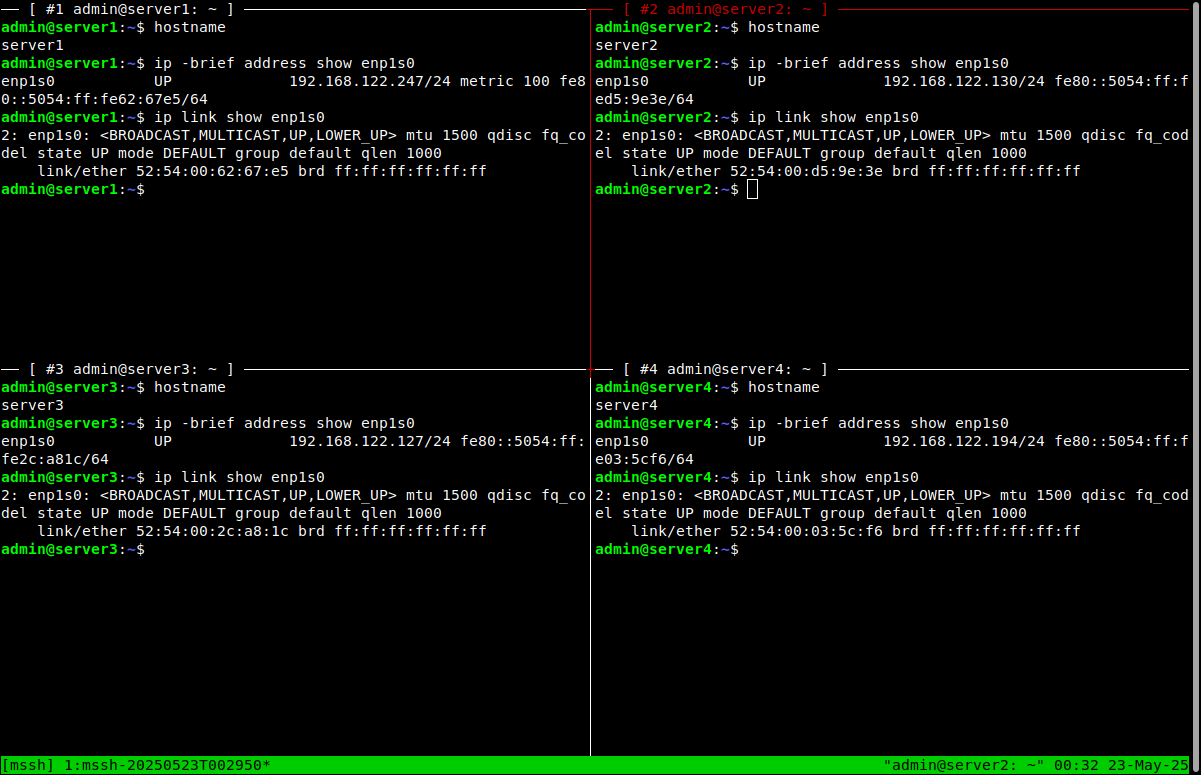 [ #1 admin@server1: ~ ]
admin@server1:~$ hostname
server1
admin@server1:~$ ip -brief address show enp1s0
enp1s0           UP             192.168.122.247/24 metric 100 fe8
0::5054:ff:fe62:67e5/64
admin@server1:~$ ip link show enp1s0
2: enp1s0: <BROADCAST,MULTICAST,UP,LOWER_UP> mtu 1500 qdisc fq_co
del state UP mode DEFAULT group default qlen 1000
    link/ether 52:54:00:62:67:e5 brd ff:ff:ff:ff:ff:ff
admin@server1:~$
[ #2 admin@server2: ~ ]
admin@server2:~$ hostname
server2
admin@server2:~$ ip -brief address show enp1s0
enp1s0           UP             192.168.122.130/24 fe80::5054:ff:f
ed5:9e3e/64
admin@server2:~$ ip link show enp1s0
2: enp1s0: <BROADCAST,MULTICAST,UP,LOWER_UP> mtu 1500 qdisc fq_cod
el state UP mode DEFAULT group default qlen 1000
    link/ether 52:54:00:d5:9e:3e brd ff:ff:ff:ff:ff:ff
admin@server2:~$
[ #3 admin@server3: ~ ]
admin@server3:~$ hostname
server3
admin@server3:~$ ip -brief address show enp1s0
enp1s0           UP             192.168.122.127/24 fe80::5054:ff:
fe2c:a81c/64
admin@server3:~$ ip link show enp1s0
2: enp1s0: <BROADCAST,MULTICAST,UP,LOWER_UP> mtu 1500 qdisc fq_co
del state UP mode DEFAULT group default qlen 1000
    link/ether 52:54:00:2c:a8:1c brd ff:ff:ff:ff:ff:ff
admin@server3:~$
[ #4 admin@server4: ~ ]
admin@server4:~$ hostname
server4
admin@server4:~$ ip -brief address show enp1s0
enp1s0           UP             192.168.122.194/24 fe80::5054:ff:f
e03:5cf6/64
admin@server4:~$ ip link show enp1s0
2: enp1s0: <BROADCAST,MULTICAST,UP,LOWER_UP> mtu 1500 qdisc fq_cod
el state UP mode DEFAULT group default qlen 1000
    link/ether 52:54:00:03:5c:f6 brd ff:ff:ff:ff:ff:ff
admin@server4:~$
[mssh] 1:mssh-20250523T002950* "admin@server2: ~" 00:32 23-May-25